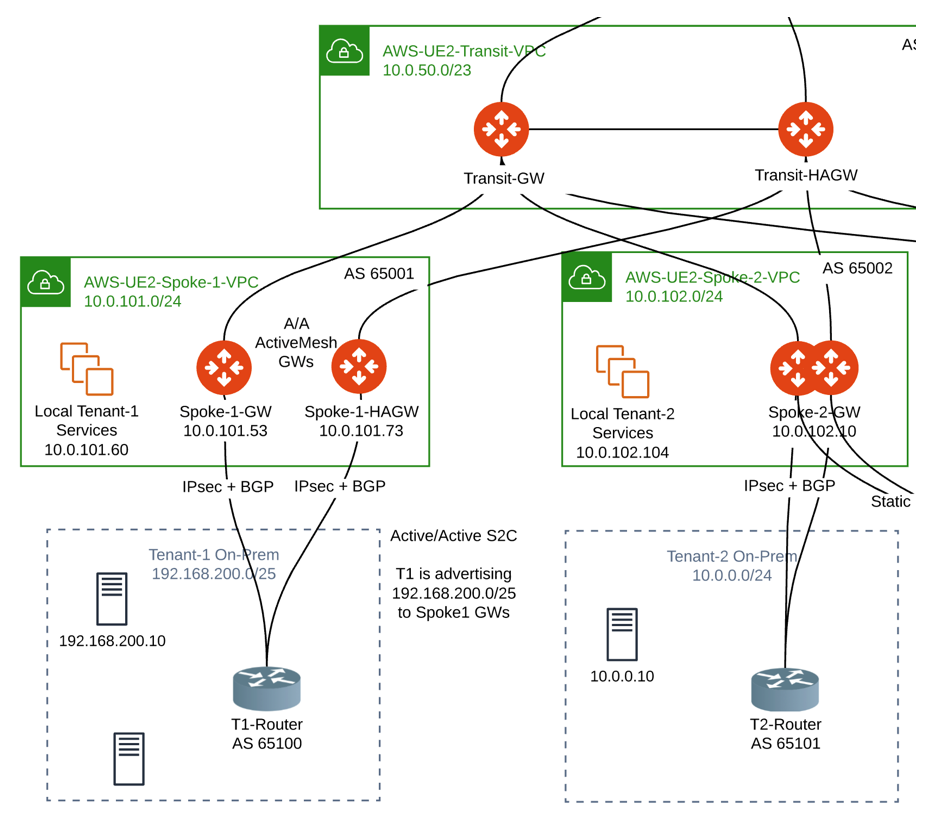 AWS-UE2-Transit-VPC
10.0.50.0/23
Transit-GW
Transit-HAGW
AWS-UE2-Spoke-1-VPC
10.0.101.0/24
AS 65001
A/A
ActiveMesh
GWs
Local Tenant-1
Services
10.0.101.60
Spoke-1-GW
10.0.101.53
Spoke-1-HAGW
10.0.101.73
AWS-UE2-Spoke-2-VPC
10.0.102.0/24
AS 65002
Local Tenant-2
Services
10.0.102.104
Spoke-2-GW
10.0.102.10
IPsec + BGP
IPsec + BGP
IPsec + BGP
Static
Tenant-1 On-Prem
192.168.200.0/25
192.168.200.10
T1-Router
AS 65100
Active/Active S2C
T1 is advertising
192.168.200.0/25
to Spoke1 GWs
Tenant-2 On-Prem
10.0.0.0/24
10.0.0.10
T2-Router
AS 65101